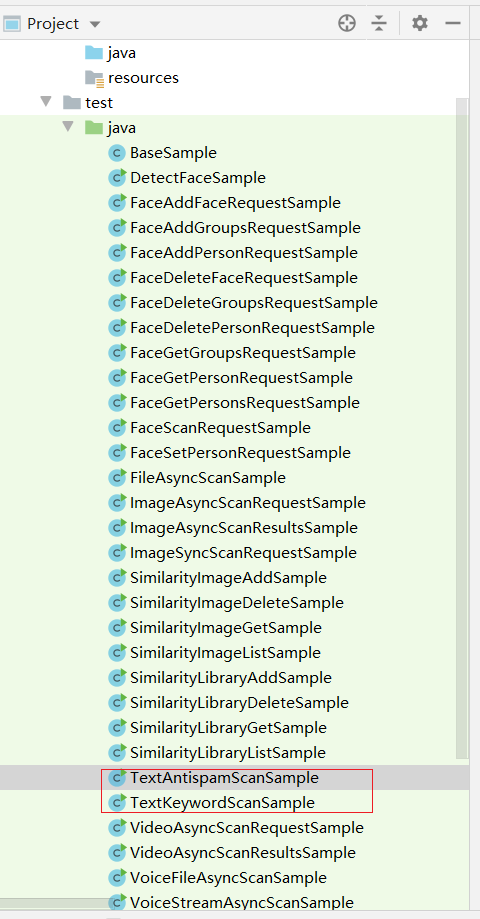 Project
java
resources
test
java
BaseSample
DetectFaceSample
FaceAddFaceRequestSample
FaceAddGroupsRequestSample
FaceAddPersonRequestSample
FaceDeleteFaceRequestSample
FaceDeleteGroupsRequestSample
FaceDeletePersonRequestSample
FaceGetGroupsRequestSample
FaceGetPersonRequestSample
FaceGetPersonsRequestSample
FaceScanRequestSample
FaceSetPersonRequestSample
FileAsyncScanSample
ImageAsyncScanRequestSample
ImageAsyncScanResultsSample
ImageSyncScanRequestSample
SimilarityImageAddSample
SimilarityImageDeleteSample
SimilarityImageGetSample
SimilarityImageListSample
SimilarityLibraryAddSample
SimilarityLibraryDeleteSample
SimilarityLibraryGetSample
SimilarityLibraryListSample
TextAntispamScanSample
TextKeywordScanSample
VideoAsyncScanRequestSample
VideoAsyncScanResultsSample
VoiceFileAsyncScanSample
VoiceStreamAsyncScanSample